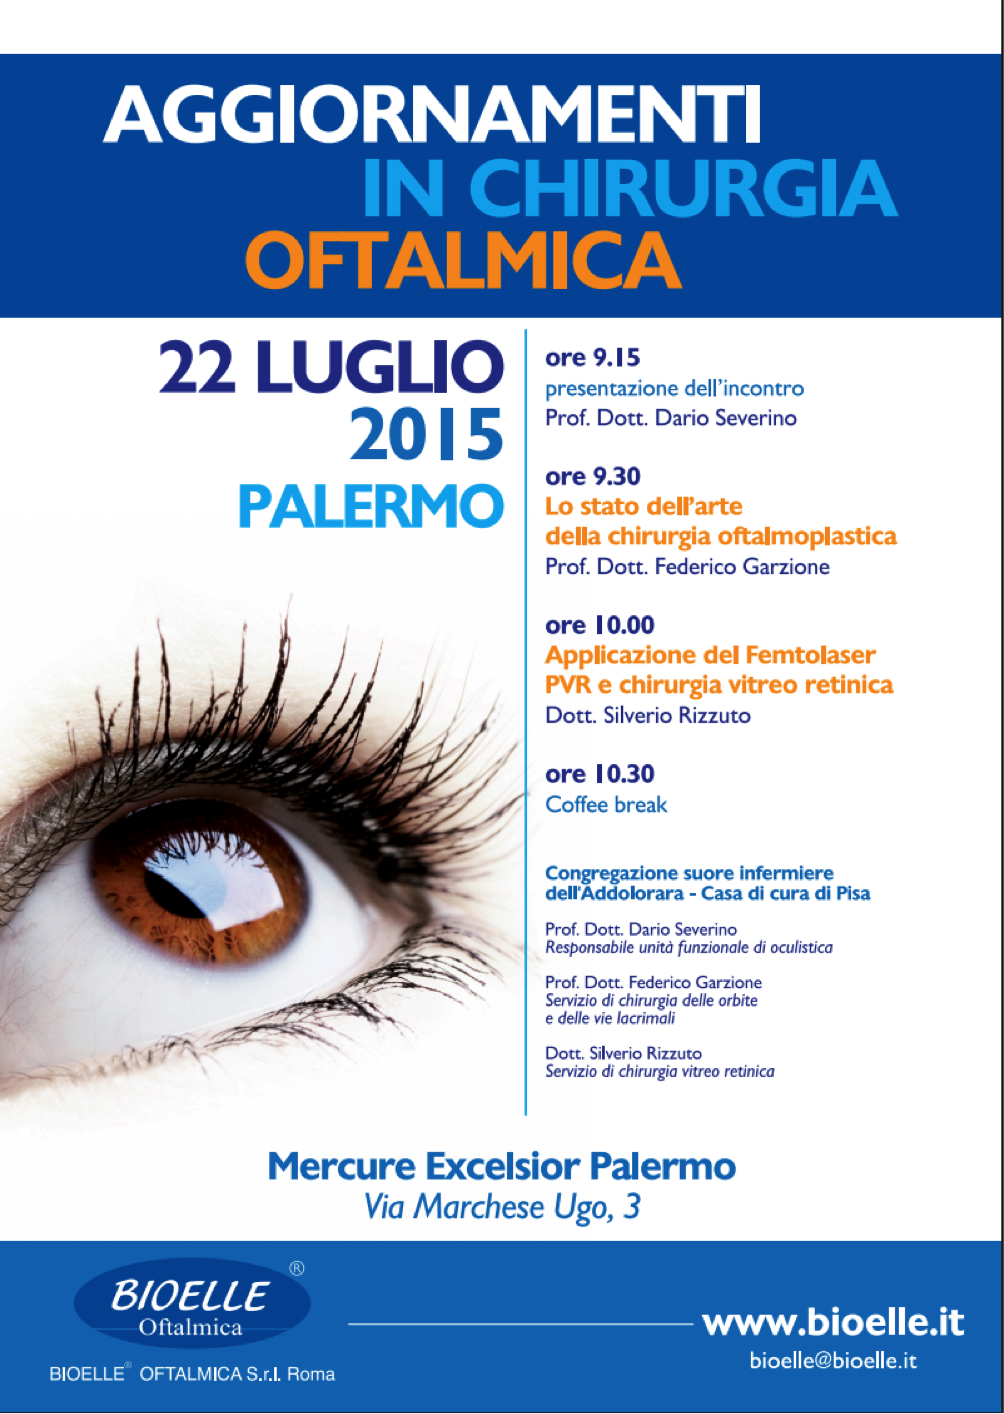 AGGIORNAMENTI
IN CHIRURGIA
OFTALMICA
22 LUGLIO
2015
PALERMO
ore 9.15
presentazione dell'incontro
Prof. Dott. Dario Severino
ore 9.30
Lo stato dell'arte
della chirurgia oftalmoplastica
Prof. Dott. Federico Garzione
ore 10.00
Applicazione del Femtolaser
PVR e chirurgia vitreo retinica
Dott. Silverio Rizzuto
ore 10.30
Coffee break
Congregazione suore infermiere
dell'Addolorara - Casa di cura di Pisa
Prof. Dott. Dario Severino
Responsabile unità funzionale di oculistica
Prof. Dott. Federico Garzione
Servizio di chirurgia delle orbite
e delle vie lacrimali
Dott. Silverio Rizzuto
Servizio di chirurgia vitreo retinica
Mercure Excelsior Palermo
Via Marchese Ugo, 3
BIOELLE ®
Oftalmica
BIOELLE® OFTALMICA S.r.l. Roma
www.bioelle.it
bioelle@bioelle.it